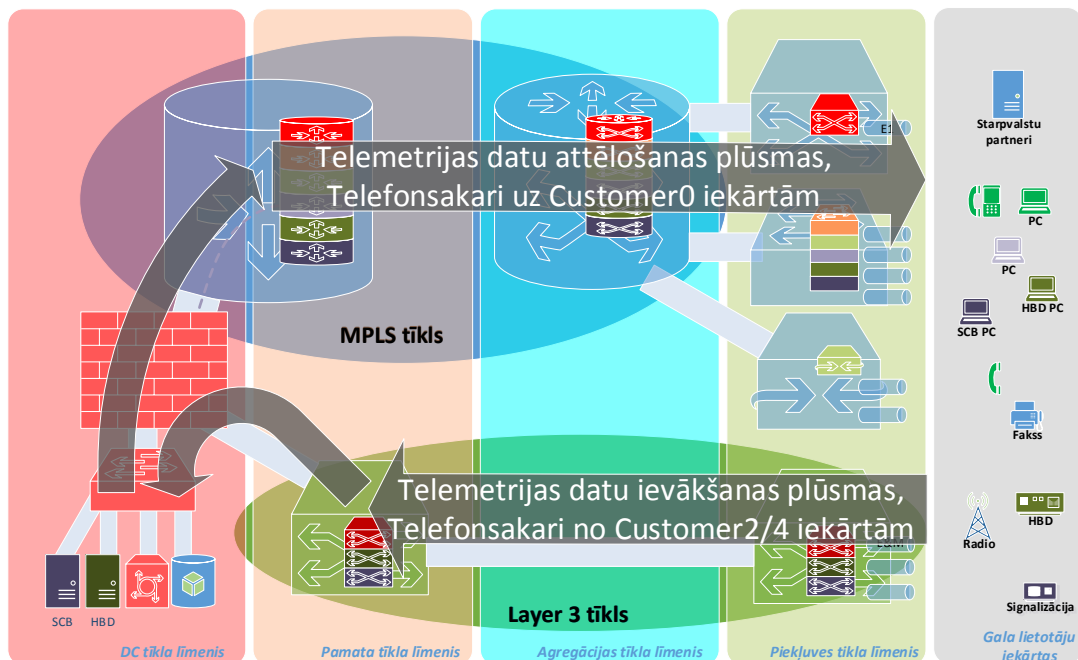 Starpvalstu
partneri
E1
Telemetrijas datu attēlošanas plūsmas,
Telefonsakari uz Customer0 iekārtām
PC
PC
HBD PC
SCB PC
MPLS tīkls
Fakss
Telemetrijas datu ievākšanas plūsmas,
Telefonsakari no Customer2/4 iekārtām
HBD
Radio
SCB
HBD
Layer 3 tīkls
Signalizācija
DC tīkla līmenis
Pamata tīkla līmenis
Agregācijas tīkla līmenis
Piekļuves tīkla līmenis
Gala lietotāju
iekārtas